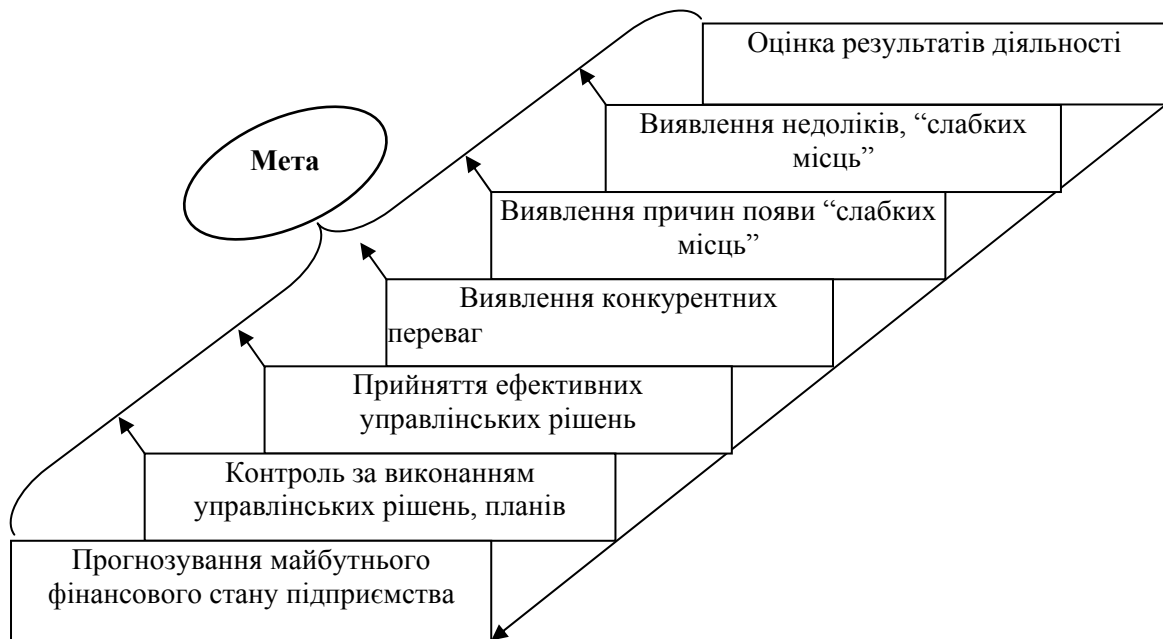 Оцінка результатів діяльності
Виявлення недоліків, “слабких
місць”
Мета
Виявлення причин появи “слабких
місць”
Виявлення конкурентних
переваг
Прийняття ефективних
управлінських рішень
Контроль за виконанням
управлінських рішень, планів
Прогнозування майбутнього
фінансового стану підприємства